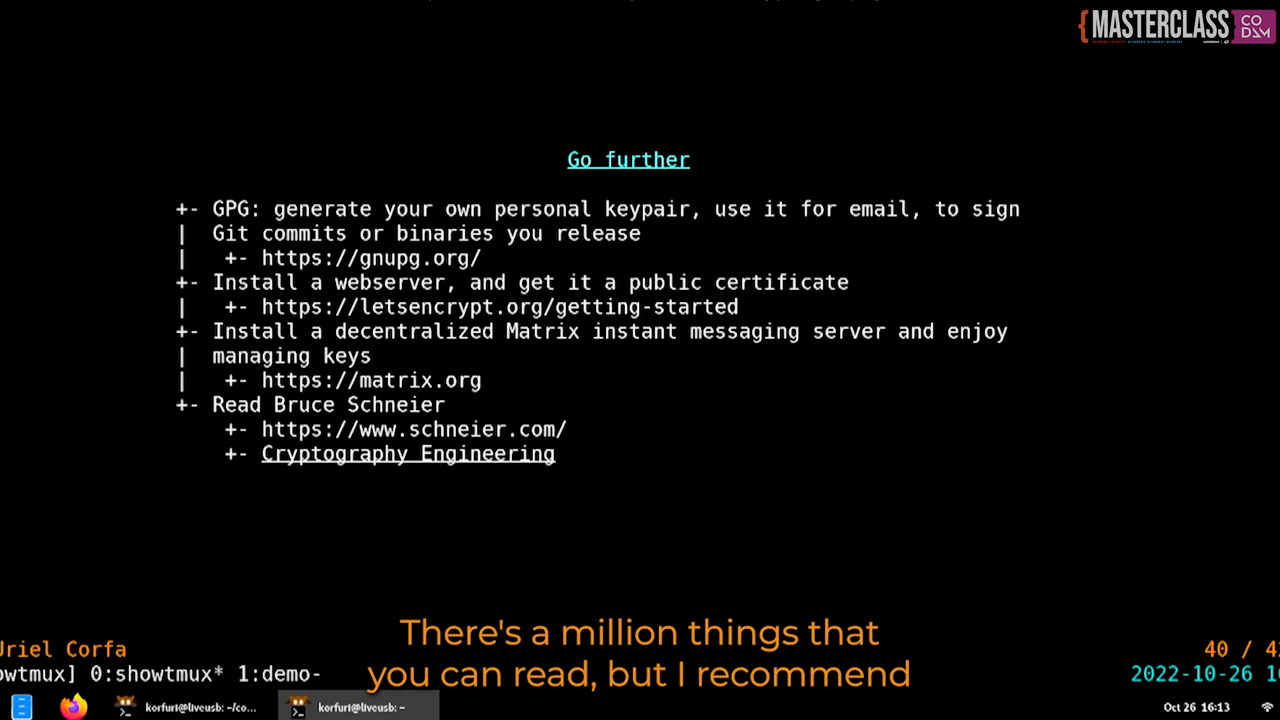 { MASTERCLASS CODAM
Go further
+- GPG: generate your own personal keypair, use it for email, to sign
| Git commits or binaries you release
| +- https://gnupg.org/
+- Install a webserver, and get it a public certificate
| +- https://letsencrypt.org/getting-started
+- Install a decentralized Matrix instant messaging server and enjoy
| managing keys
| +- https://matrix.org
+- Read Bruce Schneier
+- https://www.schneier.com/
+- Cryptography Engineering
There's a million things that
you can read, but I recommend
Uriel Corfa
40 / 4
owtmux] 0:showtmux* 1:demo-
2022-10-26 1
korfuri@liveusb: ~/co...
korfuri@liveusb: ~
Oct 26 16:13